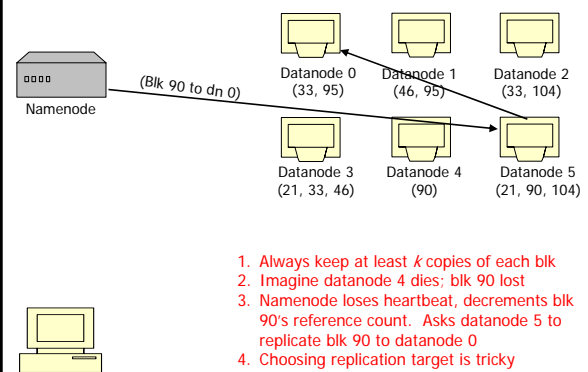 Datanode 0
(33, 95)
Datanode 1
(46, 95)
Datanode 2
(33, 104)
(Blk 90 to dn 0)
Namenode
Datanode 3
(21, 33, 46)
Datanode 4
(90)
Datanode 5
(21, 90, 104)
1. Always keep at least k copies of each blk
2. Imagine datanode 4 dies; blk 90 lost
3. Namenode loses heartbeat, decrements blk
90's reference count. Asks datanode 5 to
replicate blk 90 to datanode 0
4. Choosing replication target is tricky